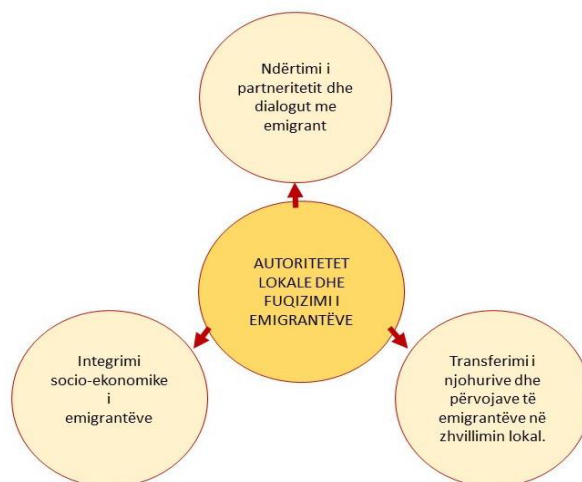 Ndërtimi i
partneritetit dhe
dialogut me
emigrant
AUTORITETET
LOKALE DHE
FUQIZIMI I
EMIGRANTËVE
Integrimi
socio-ekonomike
i
emigrantëve
Transferimi i
njohurive dhe
përvojave të
emigrantëve në
zhvillimin lokal.